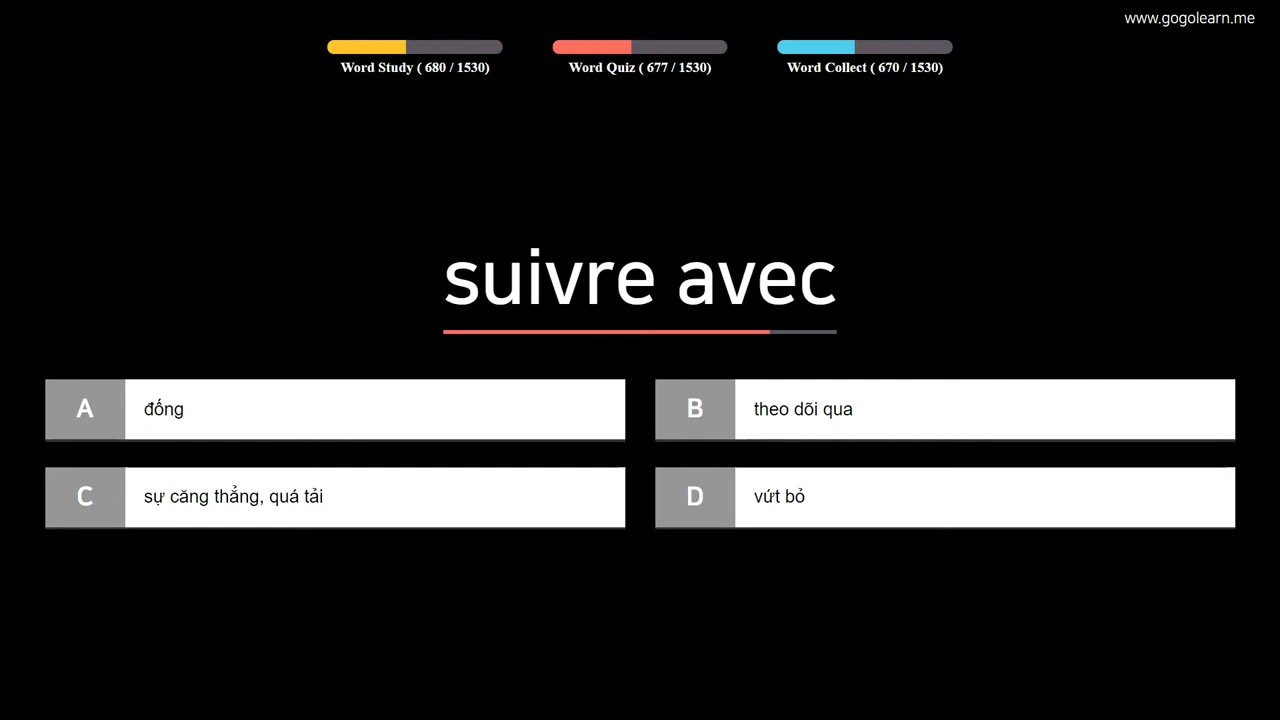 www.gogolearn.me
Word Study ( 680 / 1530)
Word Quiz ( 677 / 1530)
Word Collect ( 670 / 1530)
suivre avec
A đống
B theo dõi qua
C sự căng thẳng, quá tải
D vứt bỏ